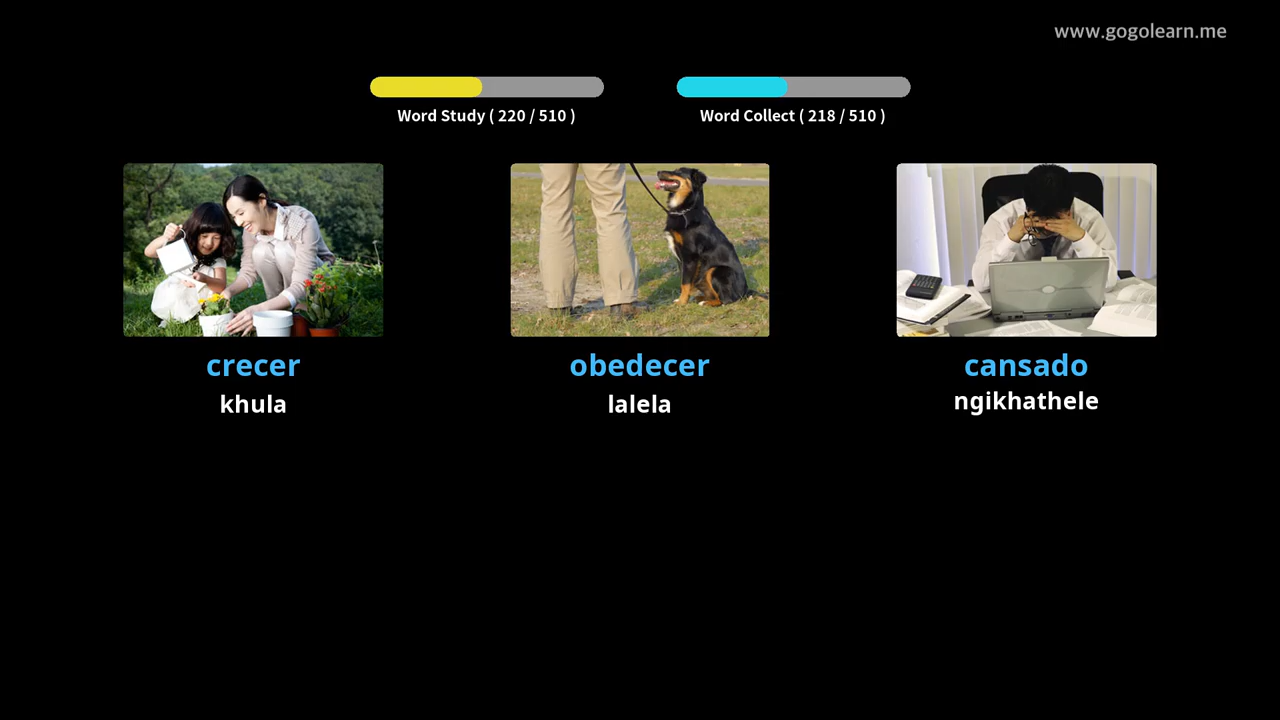 www.gogolearn.me
Word Study ( 220 / 510 )
Word Collect ( 218 / 510 )
crecer
khula
obedecer
lalela
cansado
ngikhathele